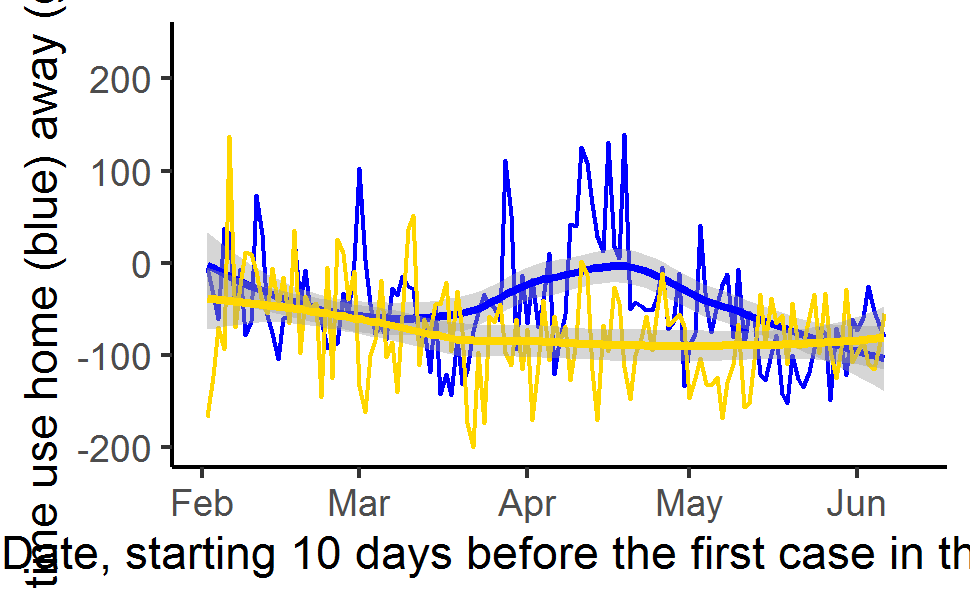 time use home (blue) away (
200
100
0
-100
-200
Feb Mar Apr May Jun
Date, starting 10 days before the first case in th